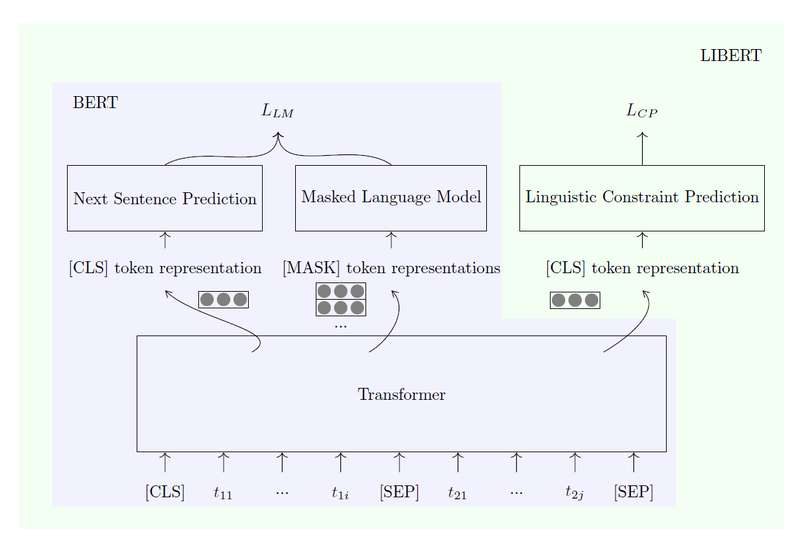 LIBERT
BERT
L_{LM}
L_{CP}
Next Sentence Prediction
Masked Language Model
Linguistic Constraint Prediction
[CLS] token representation
[MASK] token representations
[CLS] token representation
...
Transformer
[CLS] t_{11} ... t_{1i} [SEP] t_{21} ... t_{2j} [SEP]